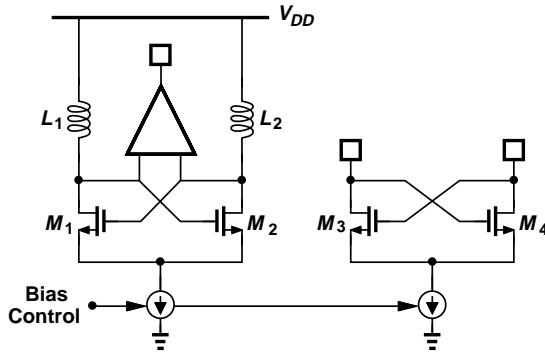 V_DD
L_1
L_2
M_1
M_2
M_3
M_4
Bias
Control